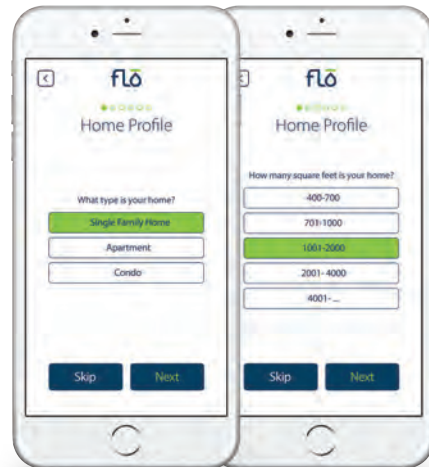 flō
Home Profile
What type is your home?
Single Family Home
Apartment
Condo
Skip
Next
flō
Home Profile
How many square feet is your home?
400-700
701-1000
1001-2000
2001-4000
4001-...
Skip
Next